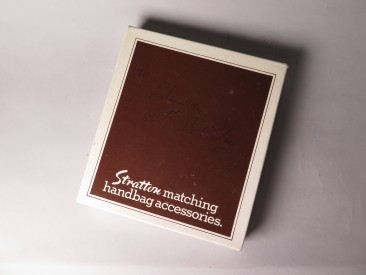 Stratton matching
handbag accessories.